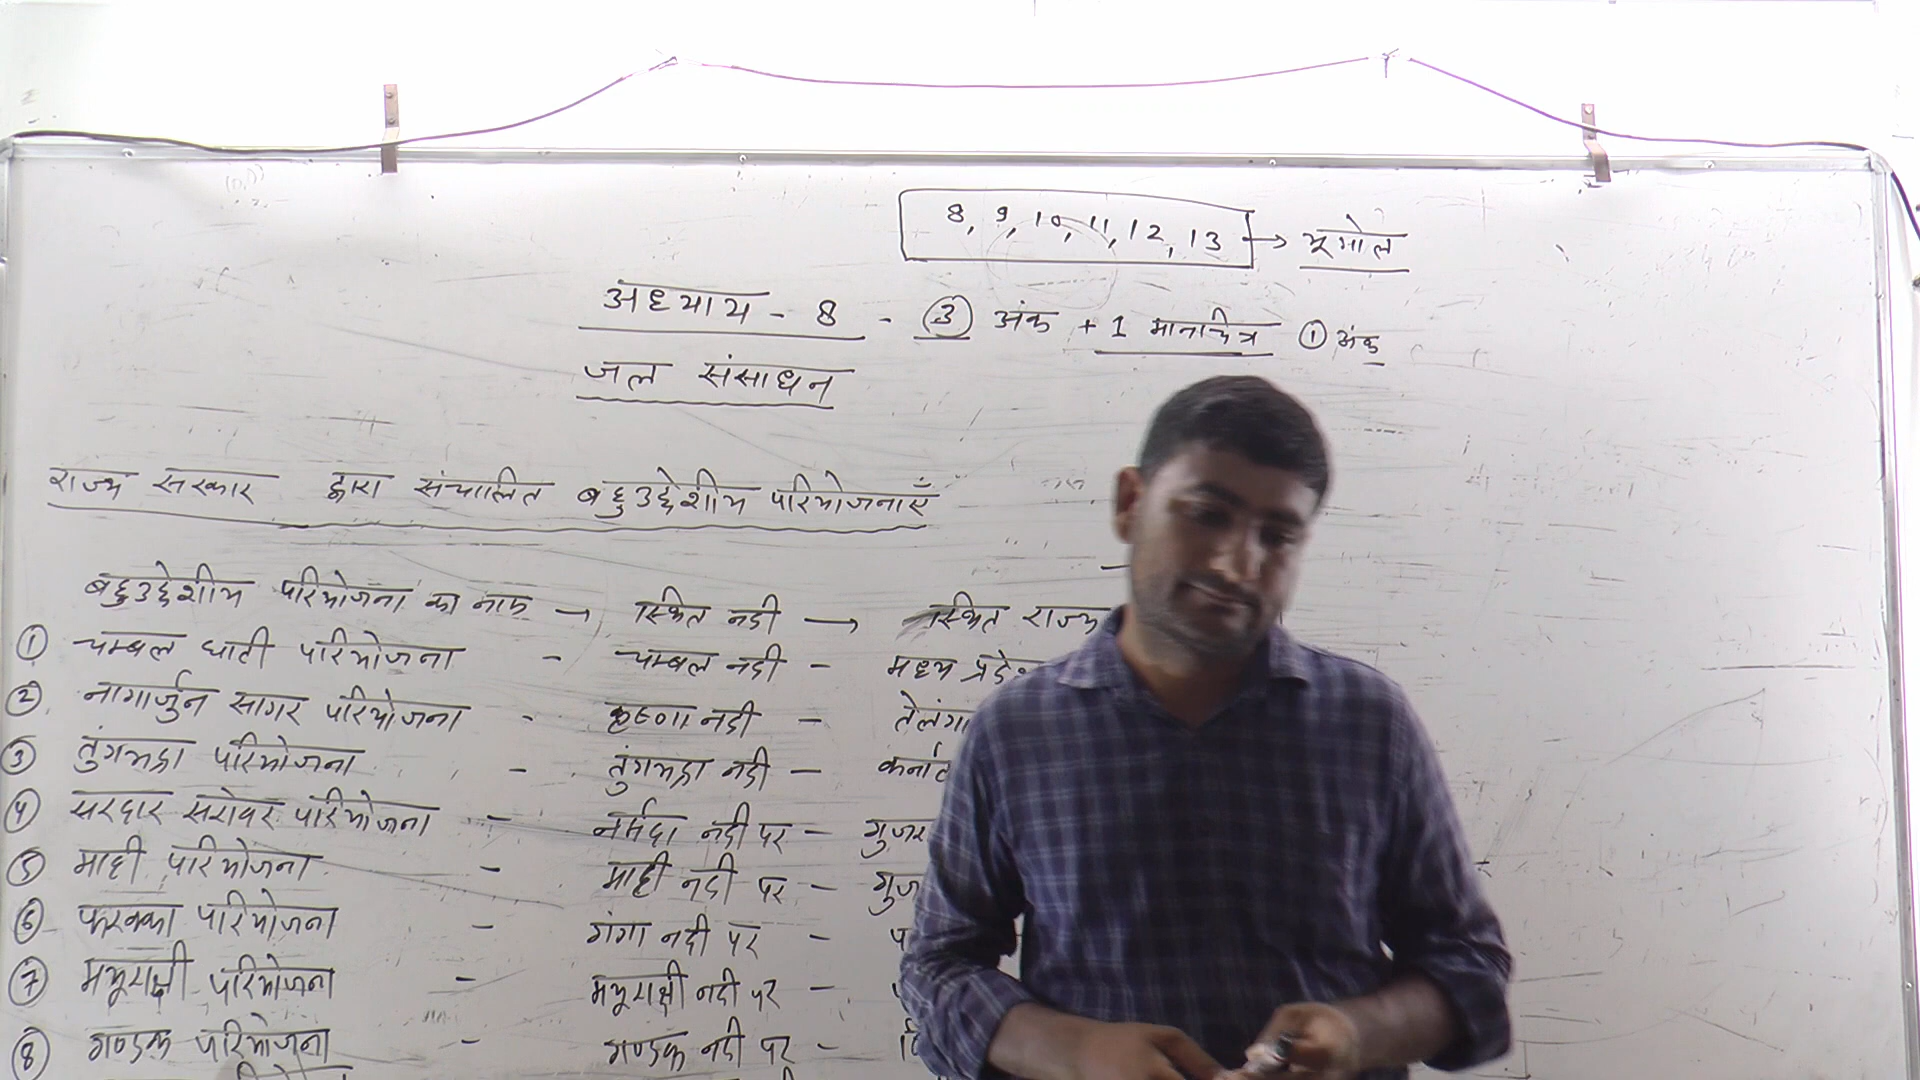 8, 9, 10, 11, 12, 13 → भूगोल
अध्याय - 8 - ③ अंक + 1 मानचित्र ① अंक
जल संसाधन
राज्य सरकार द्वारा संचालित बहुउद्देशीय परियोजनाएँ
बहुउद्देशीय परियोजना का नाम → स्थित नदी → स्थित राज्य
① चम्बल घाटी परियोजना - चम्बल नदी - मध्य
② नागार्जुन सागर परियोजना - कृष्णा नदी -
③ तुंगभद्रा परियोजना - तुंगभद्रा नदी -
④ सरदार सरोवर परियोजना - नर्मदा नदी पर -
⑤ माही परियोजना - माही नदी पर -
⑥ फरक्का परियोजना - गंगा नदी पर -
⑦ मयूराक्षी परियोजना - मयूराक्षी नदी पर -
⑧ गण्डक परियोजना - गण्डक नदी पर -